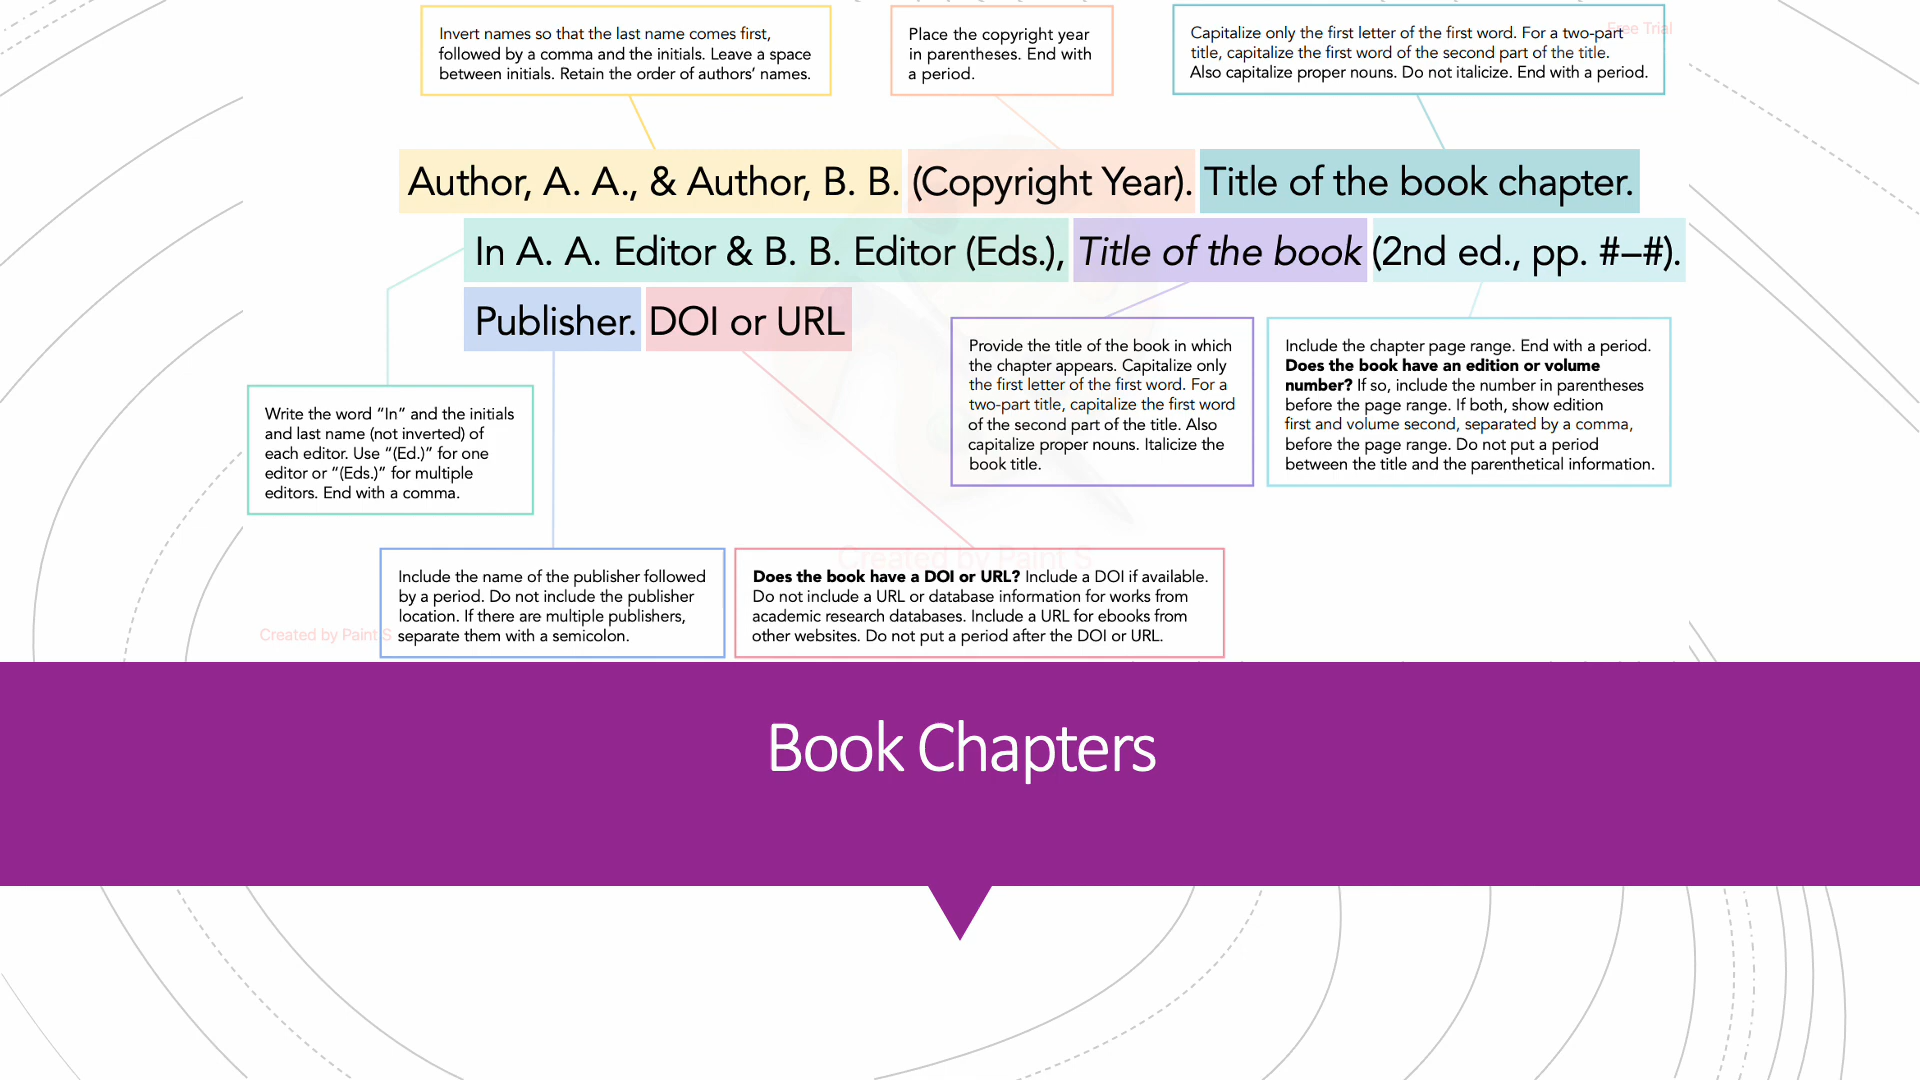 Invert names so that the last name comes first,
followed by a comma and the initials. Leave a space
between initials. Retain the order of authors’ names.
Place the copyright year
in parentheses. End with
a period.
Capitalize only the first letter of the first word. For a two-part
title, capitalize the first word of the second part of the title.
Also capitalize proper nouns. Do not italicize. End with a period.
Free Trial
Author, A. A., & Author, B. B. (Copyright Year). Title of the book chapter.
In A. A. Editor & B. B. Editor (Eds.), Title of the book (2nd ed., pp. #–#).
Publisher. DOI or URL
Write the word “In” and the initials
and last name (not inverted) of
each editor. Use “(Ed.)” for one
editor or “(Eds.)” for multiple
editors. End with a comma.
Provide the title of the book in which
the chapter appears. Capitalize only
the first letter of the first word. For a
two-part title, capitalize the first word
of the second part of the title. Also
capitalize proper nouns. Italicize the
book title.
Include the chapter page range. End with a period.
Does the book have an edition or volume
number? If so, include the number in parentheses
before the page range. If both, show edition
first and volume second, separated by a comma,
before the page range. Do not put a period
between the title and the parenthetical information.
Include the name of the publisher followed
by a period. Do not include the publisher
location. If there are multiple publishers,
separate them with a semicolon.
Created by Paint S
Created by Paint S
Does the book have a DOI or URL? Include a DOI if available.
Do not include a URL or database information for works from
academic research databases. Include a URL for ebooks from
other websites. Do not put a period after the DOI or URL.
Book Chapters